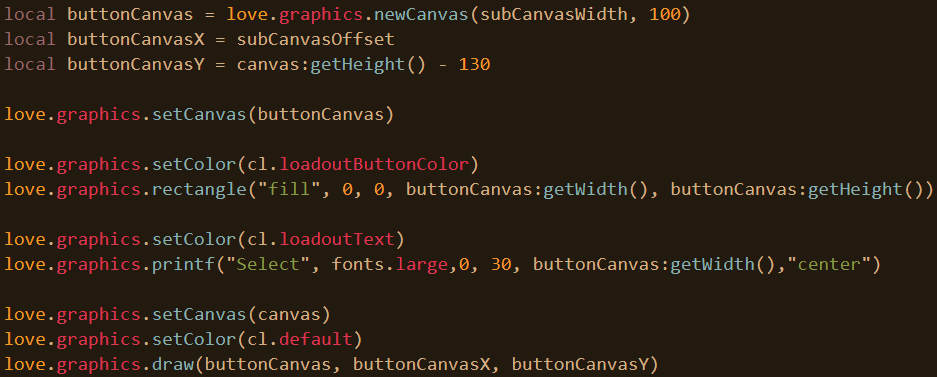 local buttonCanvas = love.graphics.newCanvas(subCanvasWidth, 100)
local buttonCanvasX = subCanvasOffset
local buttonCanvasY = canvas:getHeight() - 130

love.graphics.setCanvas(buttonCanvas)

love.graphics.setColor(cl.loadoutButtonColor)
love.graphics.rectangle("fill", 0, 0, buttonCanvas:getWidth(), buttonCanvas:getHeight())

love.graphics.setColor(cl.loadoutText)
love.graphics.printf("Select", fonts.large,0, 30, buttonCanvas:getWidth(),"center")

love.graphics.setCanvas(canvas)
love.graphics.setColor(cl.default)
love.graphics.draw(buttonCanvas, buttonCanvasX, buttonCanvasY)